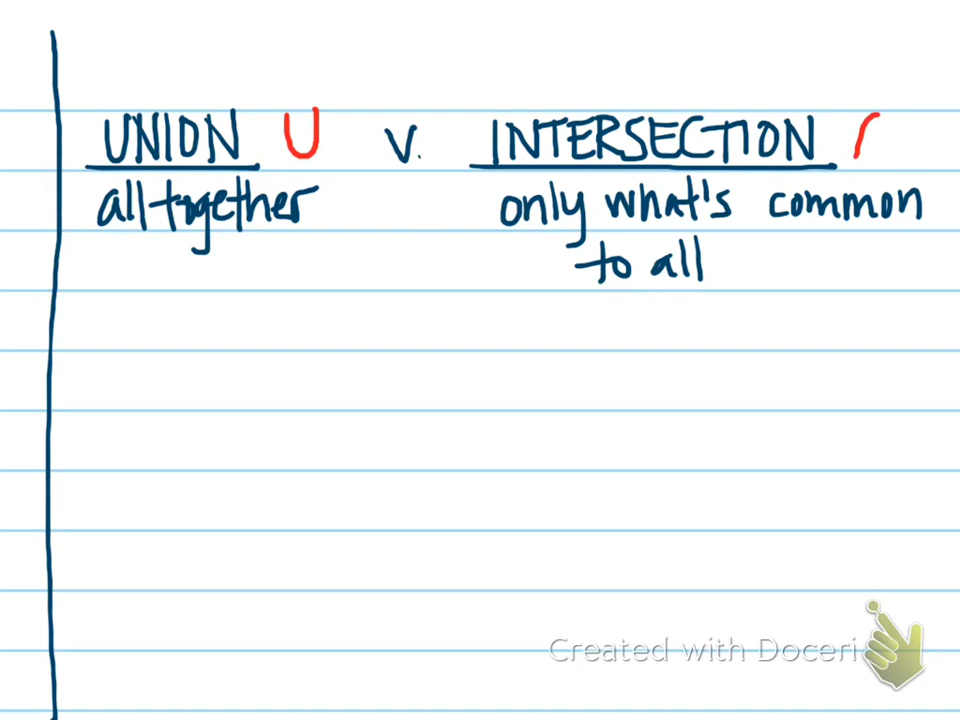 UNION U v. INTERSECTION
all together only what's common
to all
Created with Doceri